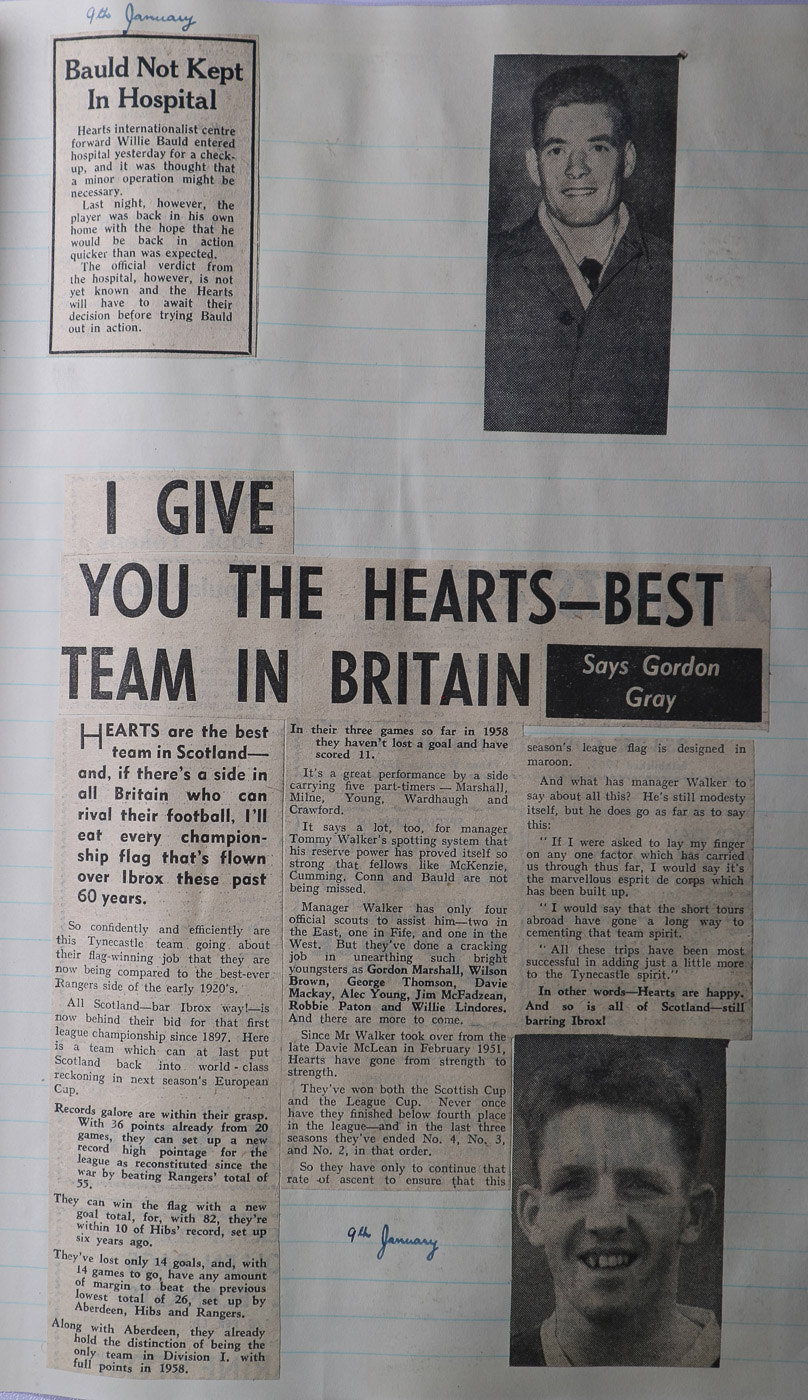 9th January
Bauld Not Kept
In Hospital
Hearts internationalist centre
forward Willie Bauld entered
hospital yesterday for a check-
up, and it was thought that
a minor operation might be
necessary.
Last night, however, the
player was back in his own
home with the hope that he
would be back in action
quicker than was expected.
The official verdict from
the hospital, however, is not
yet known and the Hearts
will have to await their
decision before trying Bauld
out in action.
I GIVE
YOU THE HEARTS—BEST
TEAM IN BRITAIN
Says Gordon
Gray
HEARTS are the best
team in Scotland—
and, if there's a side in
all Britain who can
rival their football, I'll
eat every champion-
ship flag that's flown
over Ibrox these past
60 years.
So confidently and efficiently are
this Tynecastle team going about
their flag-winning job that they are
now being compared to the best-ever
Rangers side of the early 1920's.
All Scotland—bar Ibrox way!—is
now behind their bid for that first
league championship since 1897. Here
is a team which can at last put
Scotland back into world-class
reckoning in next season's European
Cup.
Records galore are within their grasp.
With 36 points already from 20
games, they can set up a new
record high pointage for the
league as reconstituted since the
war by beating Rangers' total of
55.
They can win the flag with a new
goal total, for, with 82, they're
within 10 of Hibs' record, set up
six years ago.
They've lost only 14 goals, and, with
14 games to go, have any amount
of margin to beat the previous
lowest total of 26, set up by
Aberdeen, Hibs and Rangers.
Along with Aberdeen, they already
hold the distinction of being the
only team in Division I. with
full points in 1958.
In their three games so far in 1958
they haven't lost a goal and have
scored 11.
It's a great performance by a side
carrying five part-timers — Marshall,
Milne, Young, Wardhaugh and
Crawford.
It says a lot, too, for manager
Tommy Walker's spotting system that
his reserve power has proved itself so
strong that fellows like McKenzie,
Cumming, Conn and Bauld are not
being missed.
Manager Walker has only four
official scouts to assist him—two in
the East, one in Fife, and one in the
West. But they've done a cracking
job in unearthing such bright
youngsters as Gordon Marshall, Wilson
Brown, George Thomson, Davie
Mackay, Alec Young, Jim McFadzean,
Robbie Paton and Willie Lindores.
And there are more to come.
Since Mr Walker took over from the
late Davie McLean in February 1951,
Hearts have gone from strength to
strength.
They've won both the Scottish Cup
and the League Cup. Never once
have they finished below fourth place
in the league—and in the last three
seasons they've ended No. 4, No. 3,
and No. 2, in that order.
So they have only to continue that
rate of ascent to ensure that this
season's league flag is designed in
maroon.
And what has manager Walker to
say about all this? He's still modesty
itself, but he does go as far as to say
this:
" If I were asked to lay my finger
on any one factor which has carried
us through thus far, I would say it's
the marvellous esprit de corps which
has been built up.
" I would say that the short tours
abroad have gone a long way to
cementing that team spirit.
" All these trips have been most
successful in adding just a little more
to the Tynecastle spirit."
In other words—Hearts are happy.
And so is all of Scotland—still
barring Ibrox!
9th January